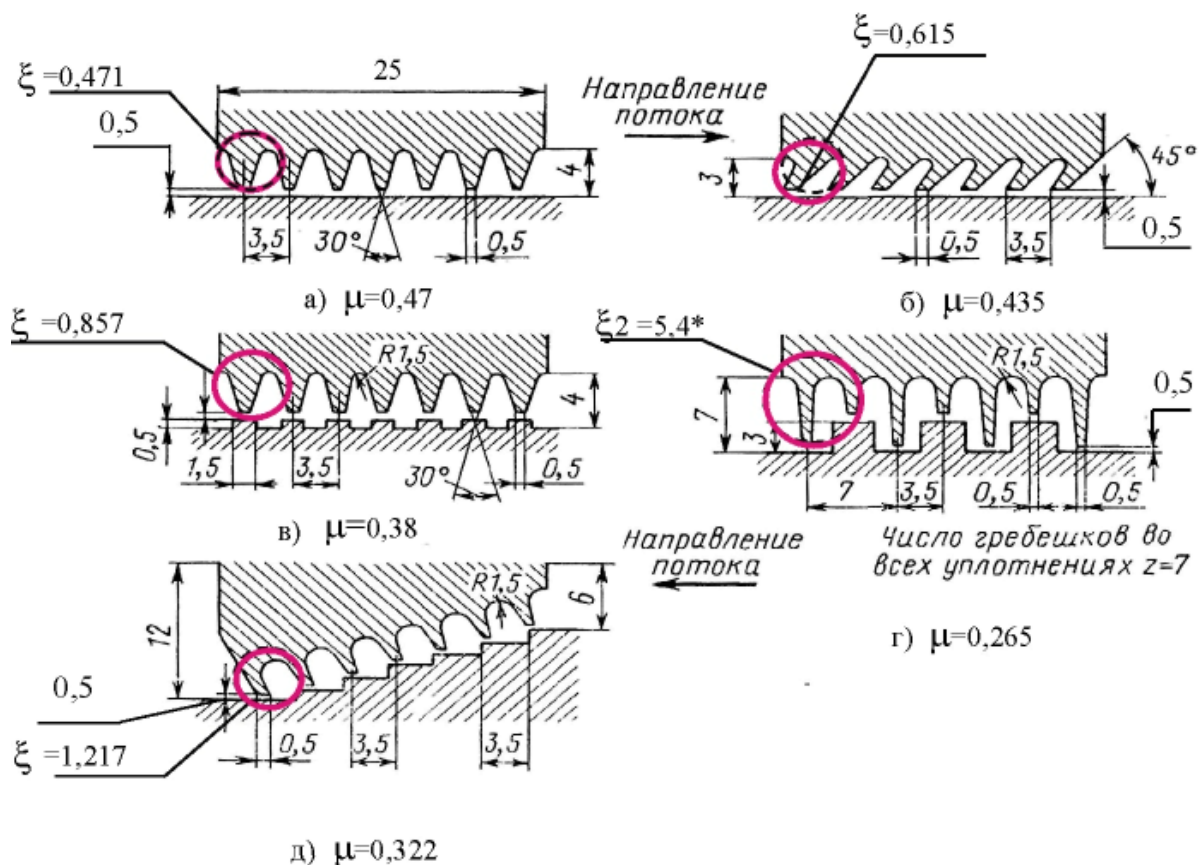 ξ =0,471
25
0,5
4
3,5
30°
0,5
а) μ=0,47
Направление
потока
ξ=0,615
3
45°
0,5
3,5
0,5
б) μ=0,435
ξ =0,857
R1,5
4
0,5
1,5
3,5
30°
0,5
в) μ=0,38
ξ2 =5,4*
R1,5
7
3
0,5
7
3,5
0,5
0,5
Число гребешков во
всех уплотнениях z=7
г) μ=0,265
Направление
потока
12
R1,5
6
0,5
ξ =1,217
0,5
3,5
3,5
д) μ=0,322